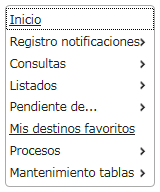 Inicio
Registro notificaciones
Consultas
Listados
Pendiente de...
Mis destinos favoritos
Procesos
Mantenimiento tablas